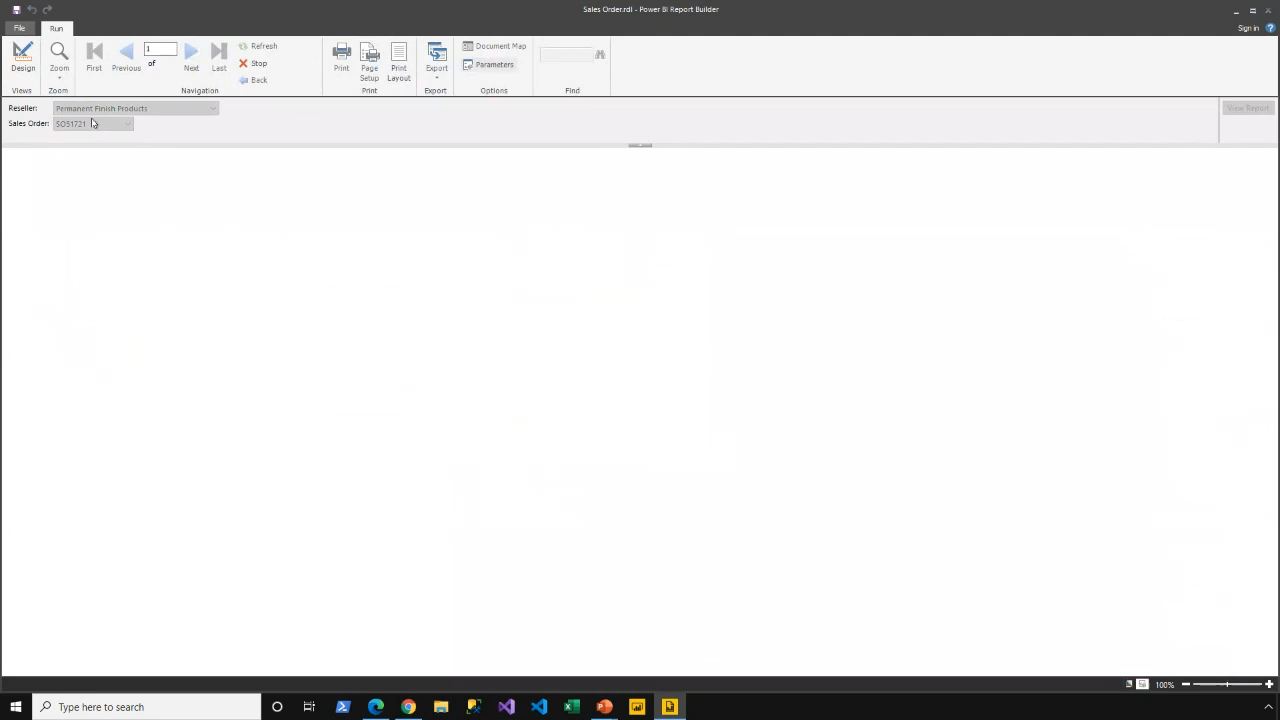 Sales Order.rdl - Power BI Report Builder
File
Run
Sign in
Design
Zoom
First
Previous
1
of
Next
Last
Refresh
Stop
Back
Print
Page Setup
Print Layout
Export
Document Map
Parameters
Views
Zoom
Navigation
Print
Export
Options
Find
Reseller:
Permanent Finish Products
View Report
Sales Order:
SO51721
100%
Type here to search